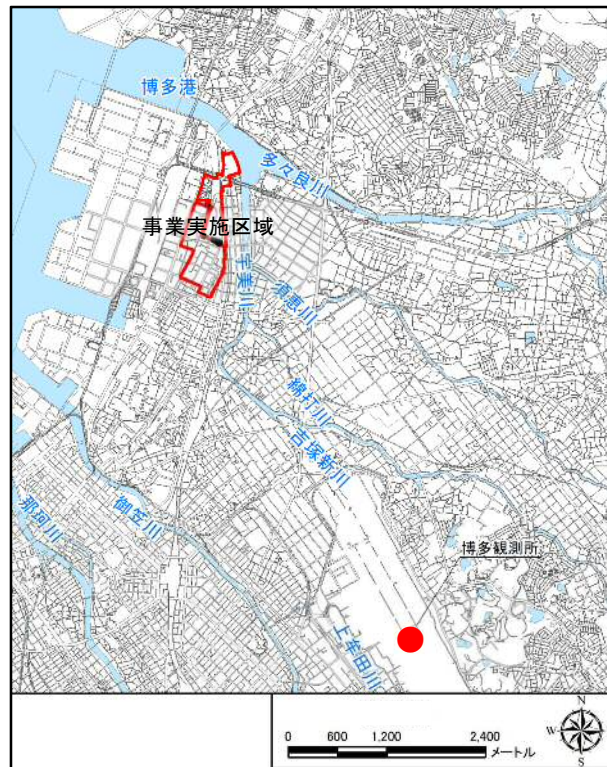 博多港
多々良川
事業実施区域
宇美川
須恵川
綿打川
吉塚新川
御笠川
那珂川
博多観測所
上牟田川
N
W
S
0 600 1,200 2,400
メートル